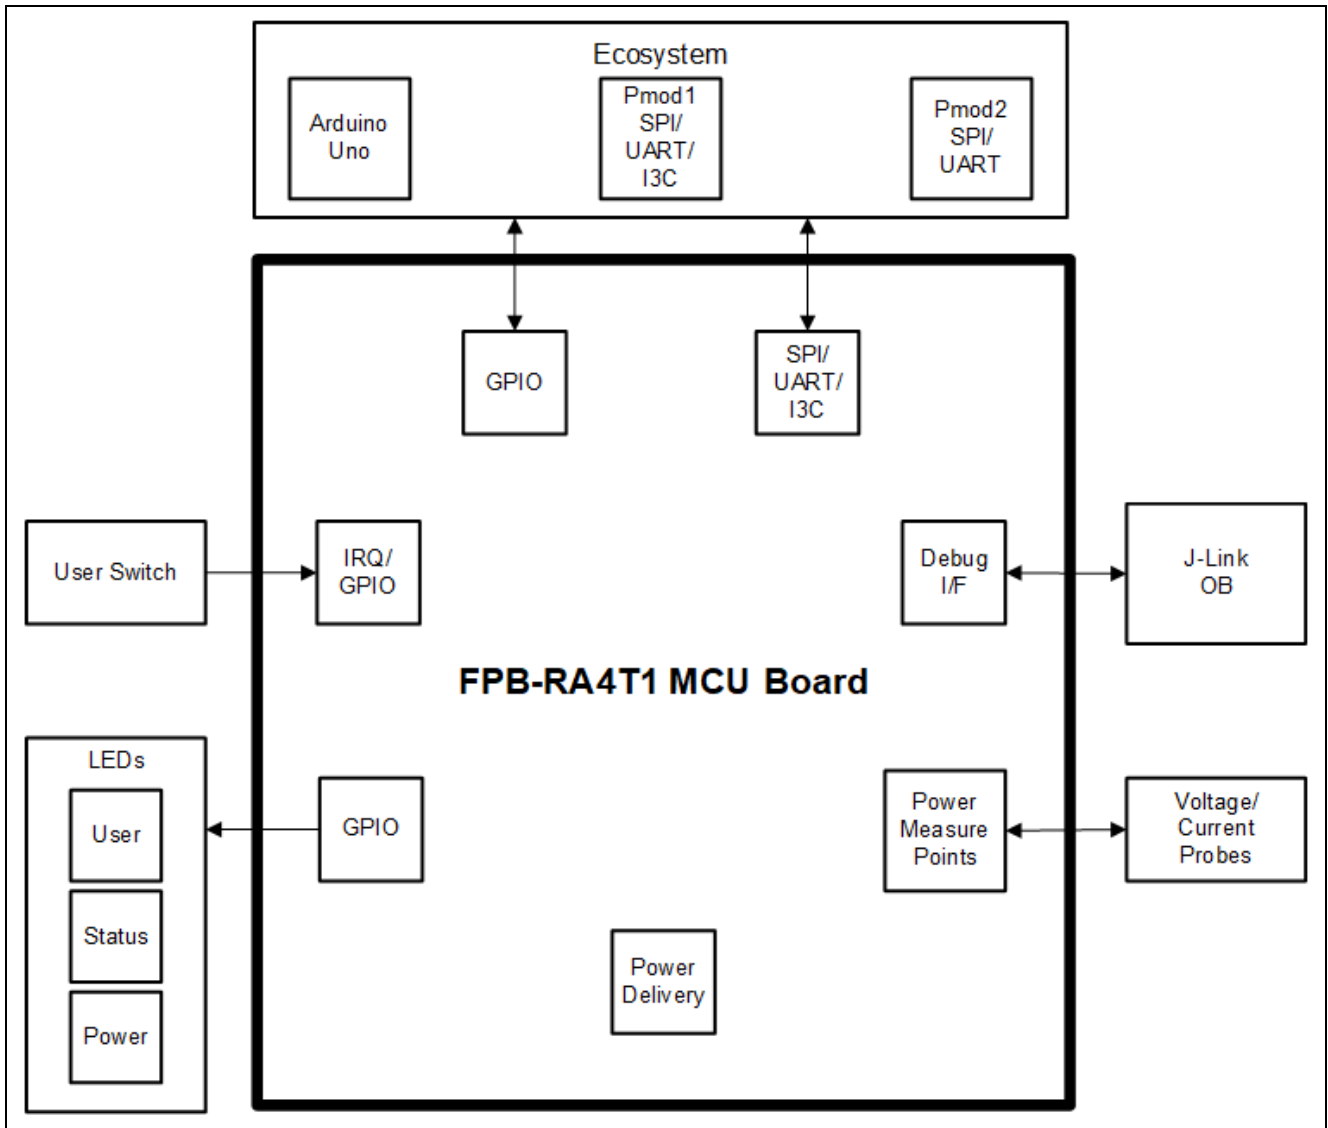 Ecosystem
Arduino
Uno
Pmod1
SPI/
UART/
I3C
Pmod2
SPI/
UART
GPIO
SPI/
UART/
I3C
User Switch
IRQ/
GPIO
Debug
I/F
J-Link
OB
FPB-RA4T1 MCU Board
LEDs
User
Status
Power
GPIO
Power
Measure
Points
Voltage/
Current
Probes
Power
Delivery